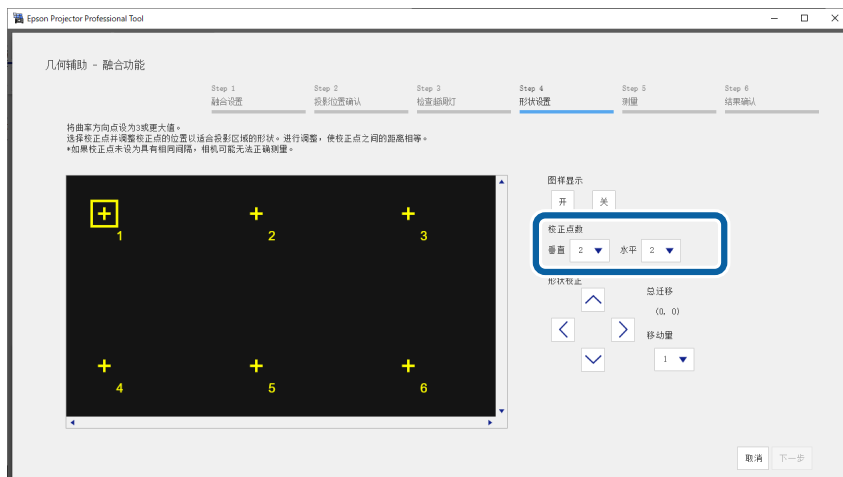 Epson Projector Professional Tool
几何辅助 - 融合功能
Step 1 Step 2 Step 3 Step 4 Step 5 Step 6
融合设置 投影位置确认 检查超局灯 形状设置 测量 结果确认
将曲率方向点设为3或更大值。
选择校正点并调整校正点的位置以适合投影区域的形状。进行调整，使校正点之间的距离相等。
*如果校正点未设为具有相同间隔，相机可能无法正确测量。
图样显示
开 关
校正点数
垂直 2 水平 2
形状校正
总迁移
(0, 0)
移动量
1
1 2 3
4 5 6
取消 下一步